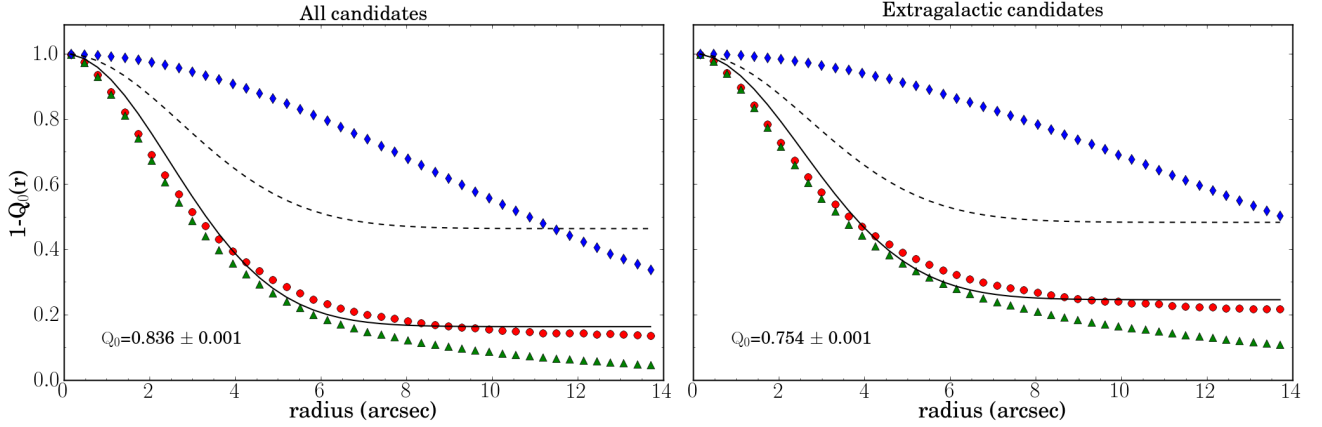 All candidates
Extragalactic candidates
1-Q₀(r)
1.0
0.8
0.6
0.4
0.2
0.0
Q₀=0.836 ± 0.001
Q₀=0.754 ± 0.001
0 2 4 6 8 10 12 14
0 2 4 6 8 10 12 14
radius (arcsec)
radius (arcsec)